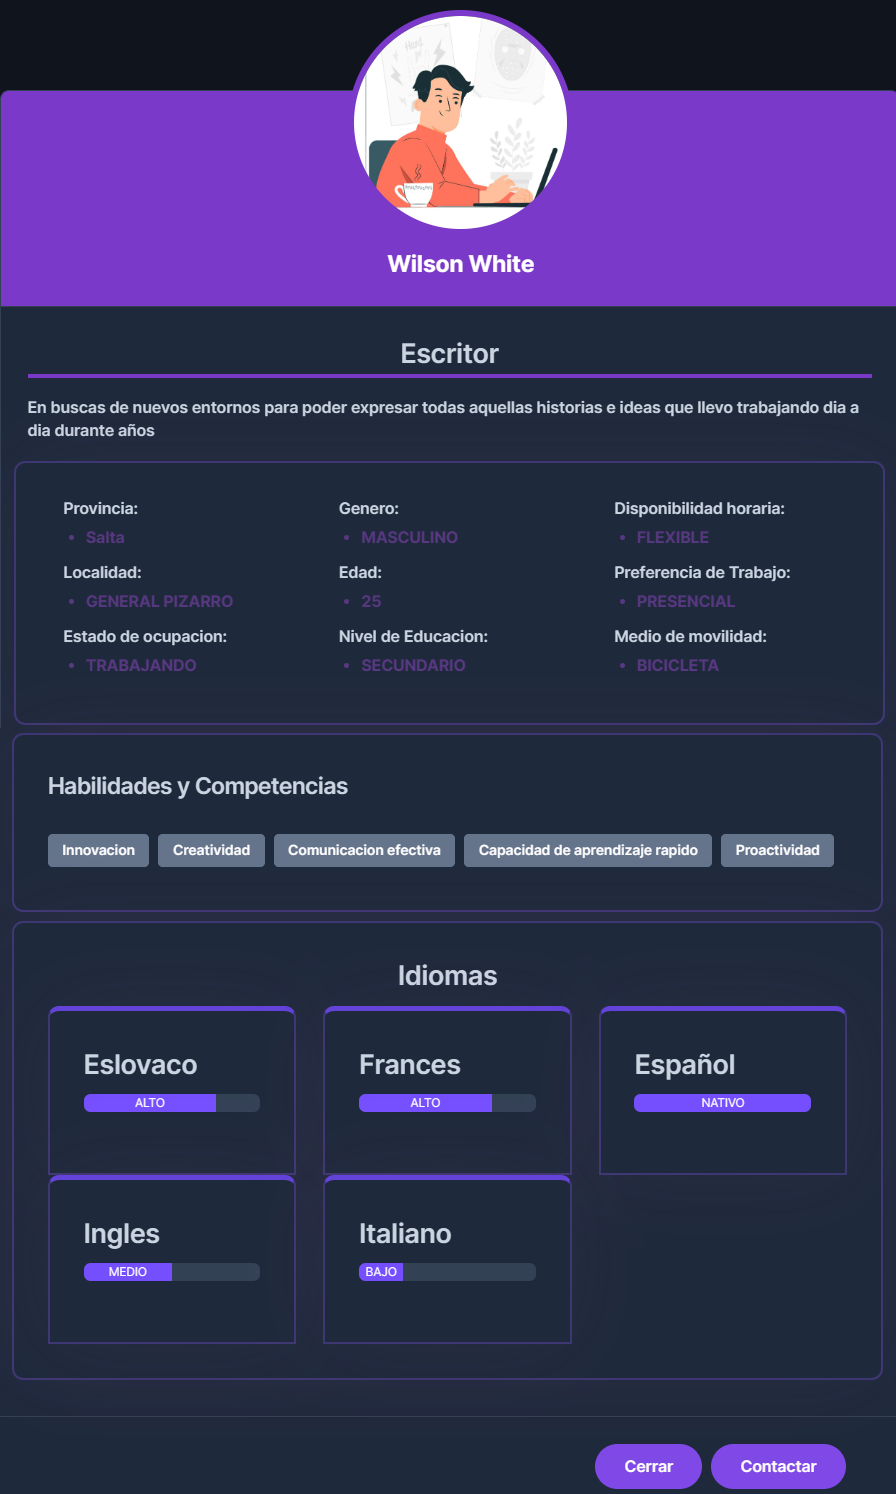 Wilson White
Escritor
En buscas de nuevos entornos para poder expresar todas aquellas historias e ideas que llevo trabajando dia a
dia durante años
Provincia:
• Salta
Genero:
• MASCULINO
Disponibilidad horaria:
• FLEXIBLE
Localidad:
• GENERAL PIZARRO
Edad:
• 25
Preferencia de Trabajo:
• PRESENCIAL
Estado de ocupacion:
• TRABAJANDO
Nivel de Educacion:
• SECUNDARIO
Medio de movilidad:
• BICICLETA
Habilidades y Competencias
Innovacion
Creatividad
Comunicacion efectiva
Capacidad de aprendizaje rapido
Proactividad
Idiomas
Eslovaco
ALTO
Frances
ALTO
Español
NATIVO
Ingles
MEDIO
Italiano
BAJO
Cerrar
Contactar